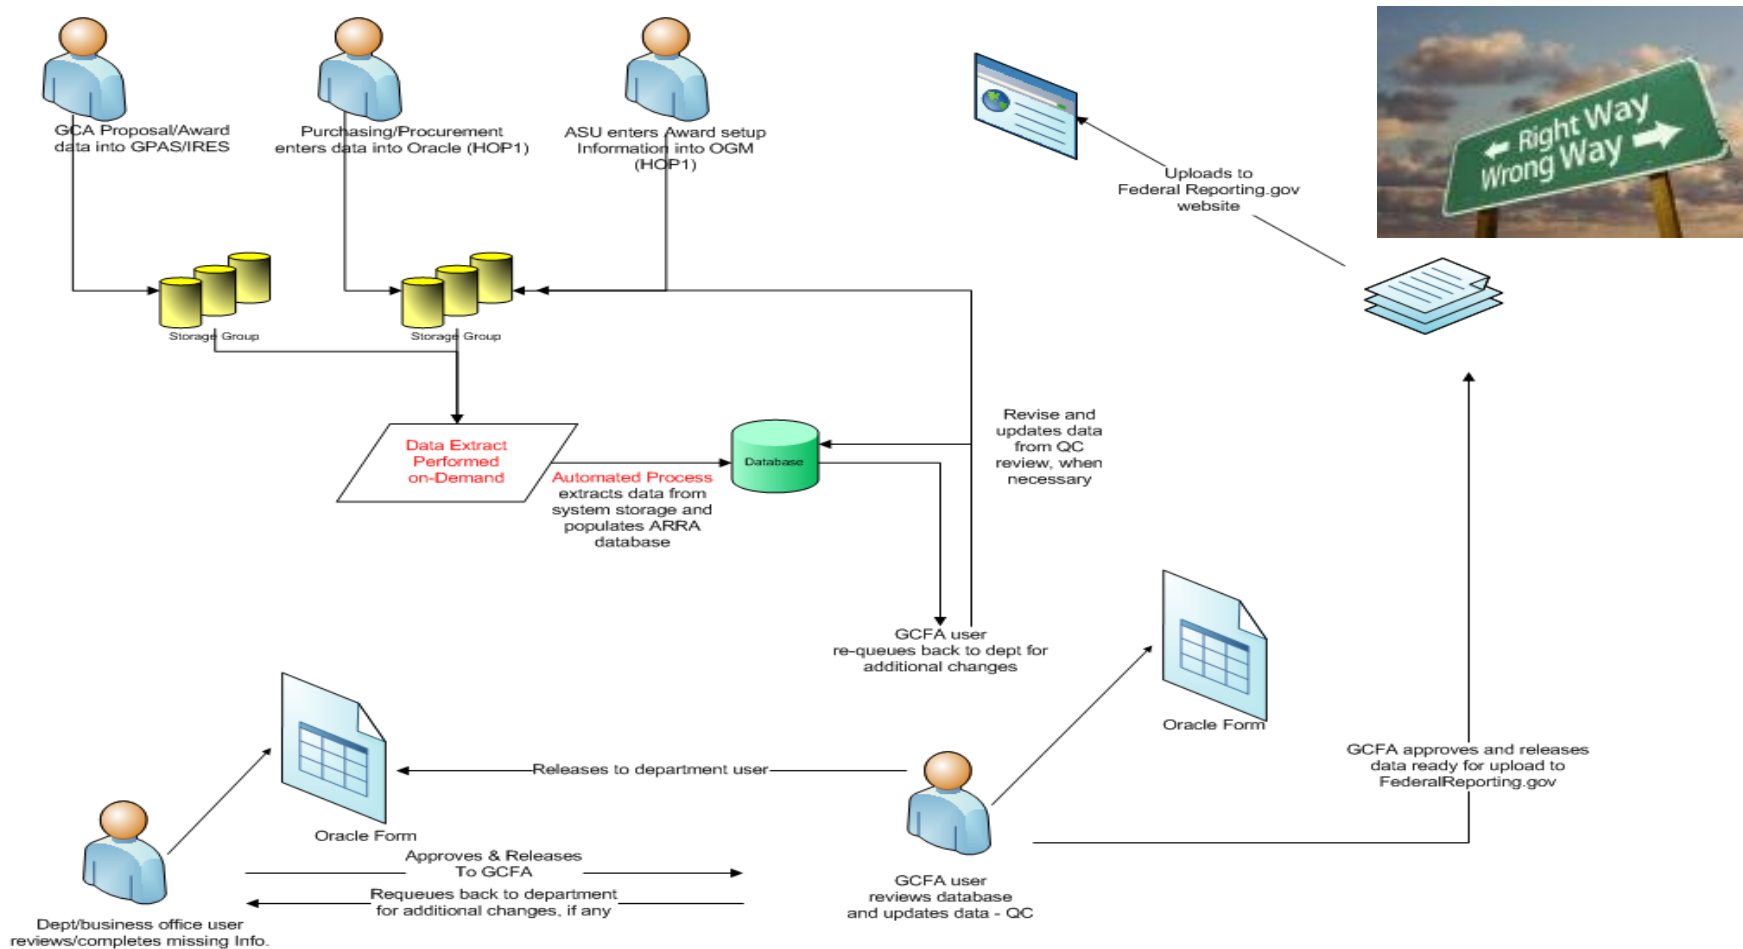 GCA Proposal/Award
data into GPAS/IRES
Purchasing/Procurement
enters data into Oracle (HOP1)
ASU enters Award setup
Information into OGM
(HOP1)
Uploads to
Federal Reporting.gov
website
Right Way
Wrong Way
Storage Group
Storage Group
Data Extract
Performed
on-Demand
Automated Process
extracts data from
system storage and
populates ARRA
database
Database
Revise and
updates data
from QC
review, when
necessary
GCFA user
re-queues back to dept for
additional changes
Oracle Form
GCFA approves and releases
data ready for upload to
FederalReporting.gov
Releases to department user
Oracle Form
Approves & Releases
To GCFA
Requeues back to department
for additional changes, if any
GCFA user
reviews database
and updates data - QC
Dept/business office user
reviews/completes missing Info.